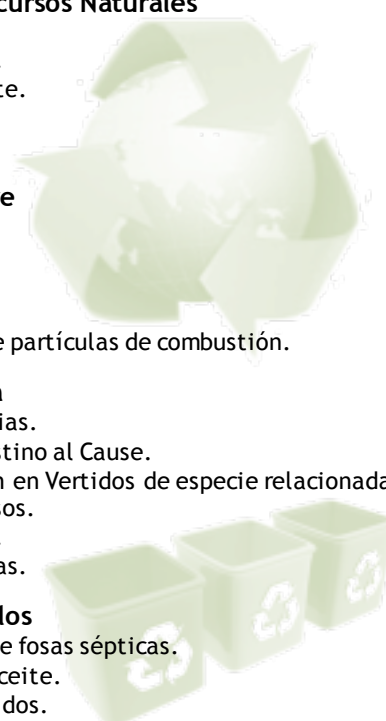 cursos Naturales
.
te.
e
e partículas de combustión.
a
ias.
stino al Cause.
n en Vertidos de especie relacionada
sos.
.
as.
dos
e fosas sépticas.
ceite.
idos.